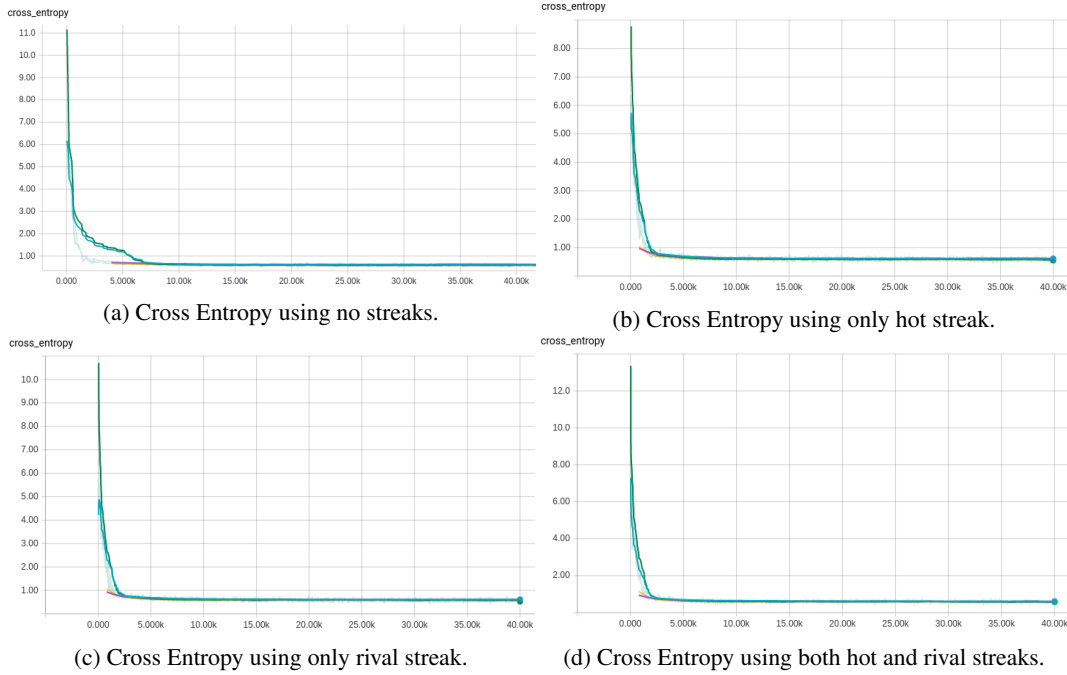 cross_entropy
11.0
10.0
9.00
8.00
7.00
6.00
5.00
4.00
3.00
2.00
1.00
0.000 5.000k 10.00k 15.00k 20.00k 25.00k 30.00k 35.00k 40.00k
(a) Cross Entropy using no streaks.
cross_entropy
8.00
7.00
6.00
5.00
4.00
3.00
2.00
1.00
0.000 5.000k 10.00k 15.00k 20.00k 25.00k 30.00k 35.00k 40.00k
(b) Cross Entropy using only hot streak.
cross_entropy
10.0
9.00
8.00
7.00
6.00
5.00
4.00
3.00
2.00
1.00
0.000 5.000k 10.00k 15.00k 20.00k 25.00k 30.00k 35.00k 40.00k
(c) Cross Entropy using only rival streak.
cross_entropy
12.0
10.0
8.00
6.00
4.00
2.00
0.000 5.000k 10.00k 15.00k 20.00k 25.00k 30.00k 35.00k 40.00k
(d) Cross Entropy using both hot and rival streaks.